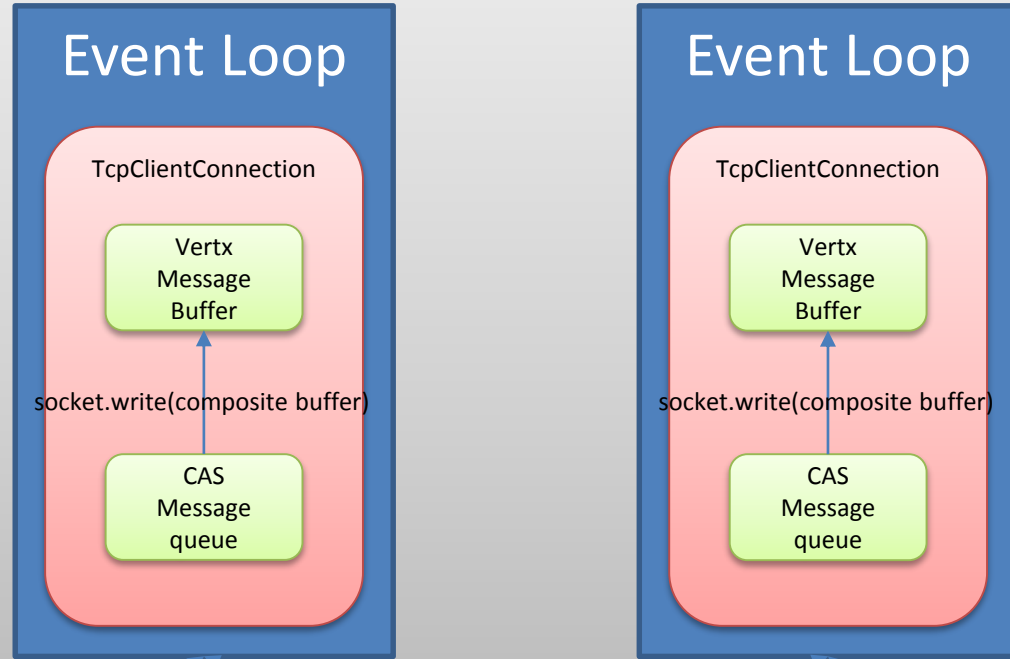 Event Loop
TcpClientConnection
Vertx
Message
Buffer
socket.write(composite buffer)
CAS
Message
queue
Event Loop
TcpClientConnection
Vertx
Message
Buffer
socket.write(composite buffer)
CAS
Message
queue